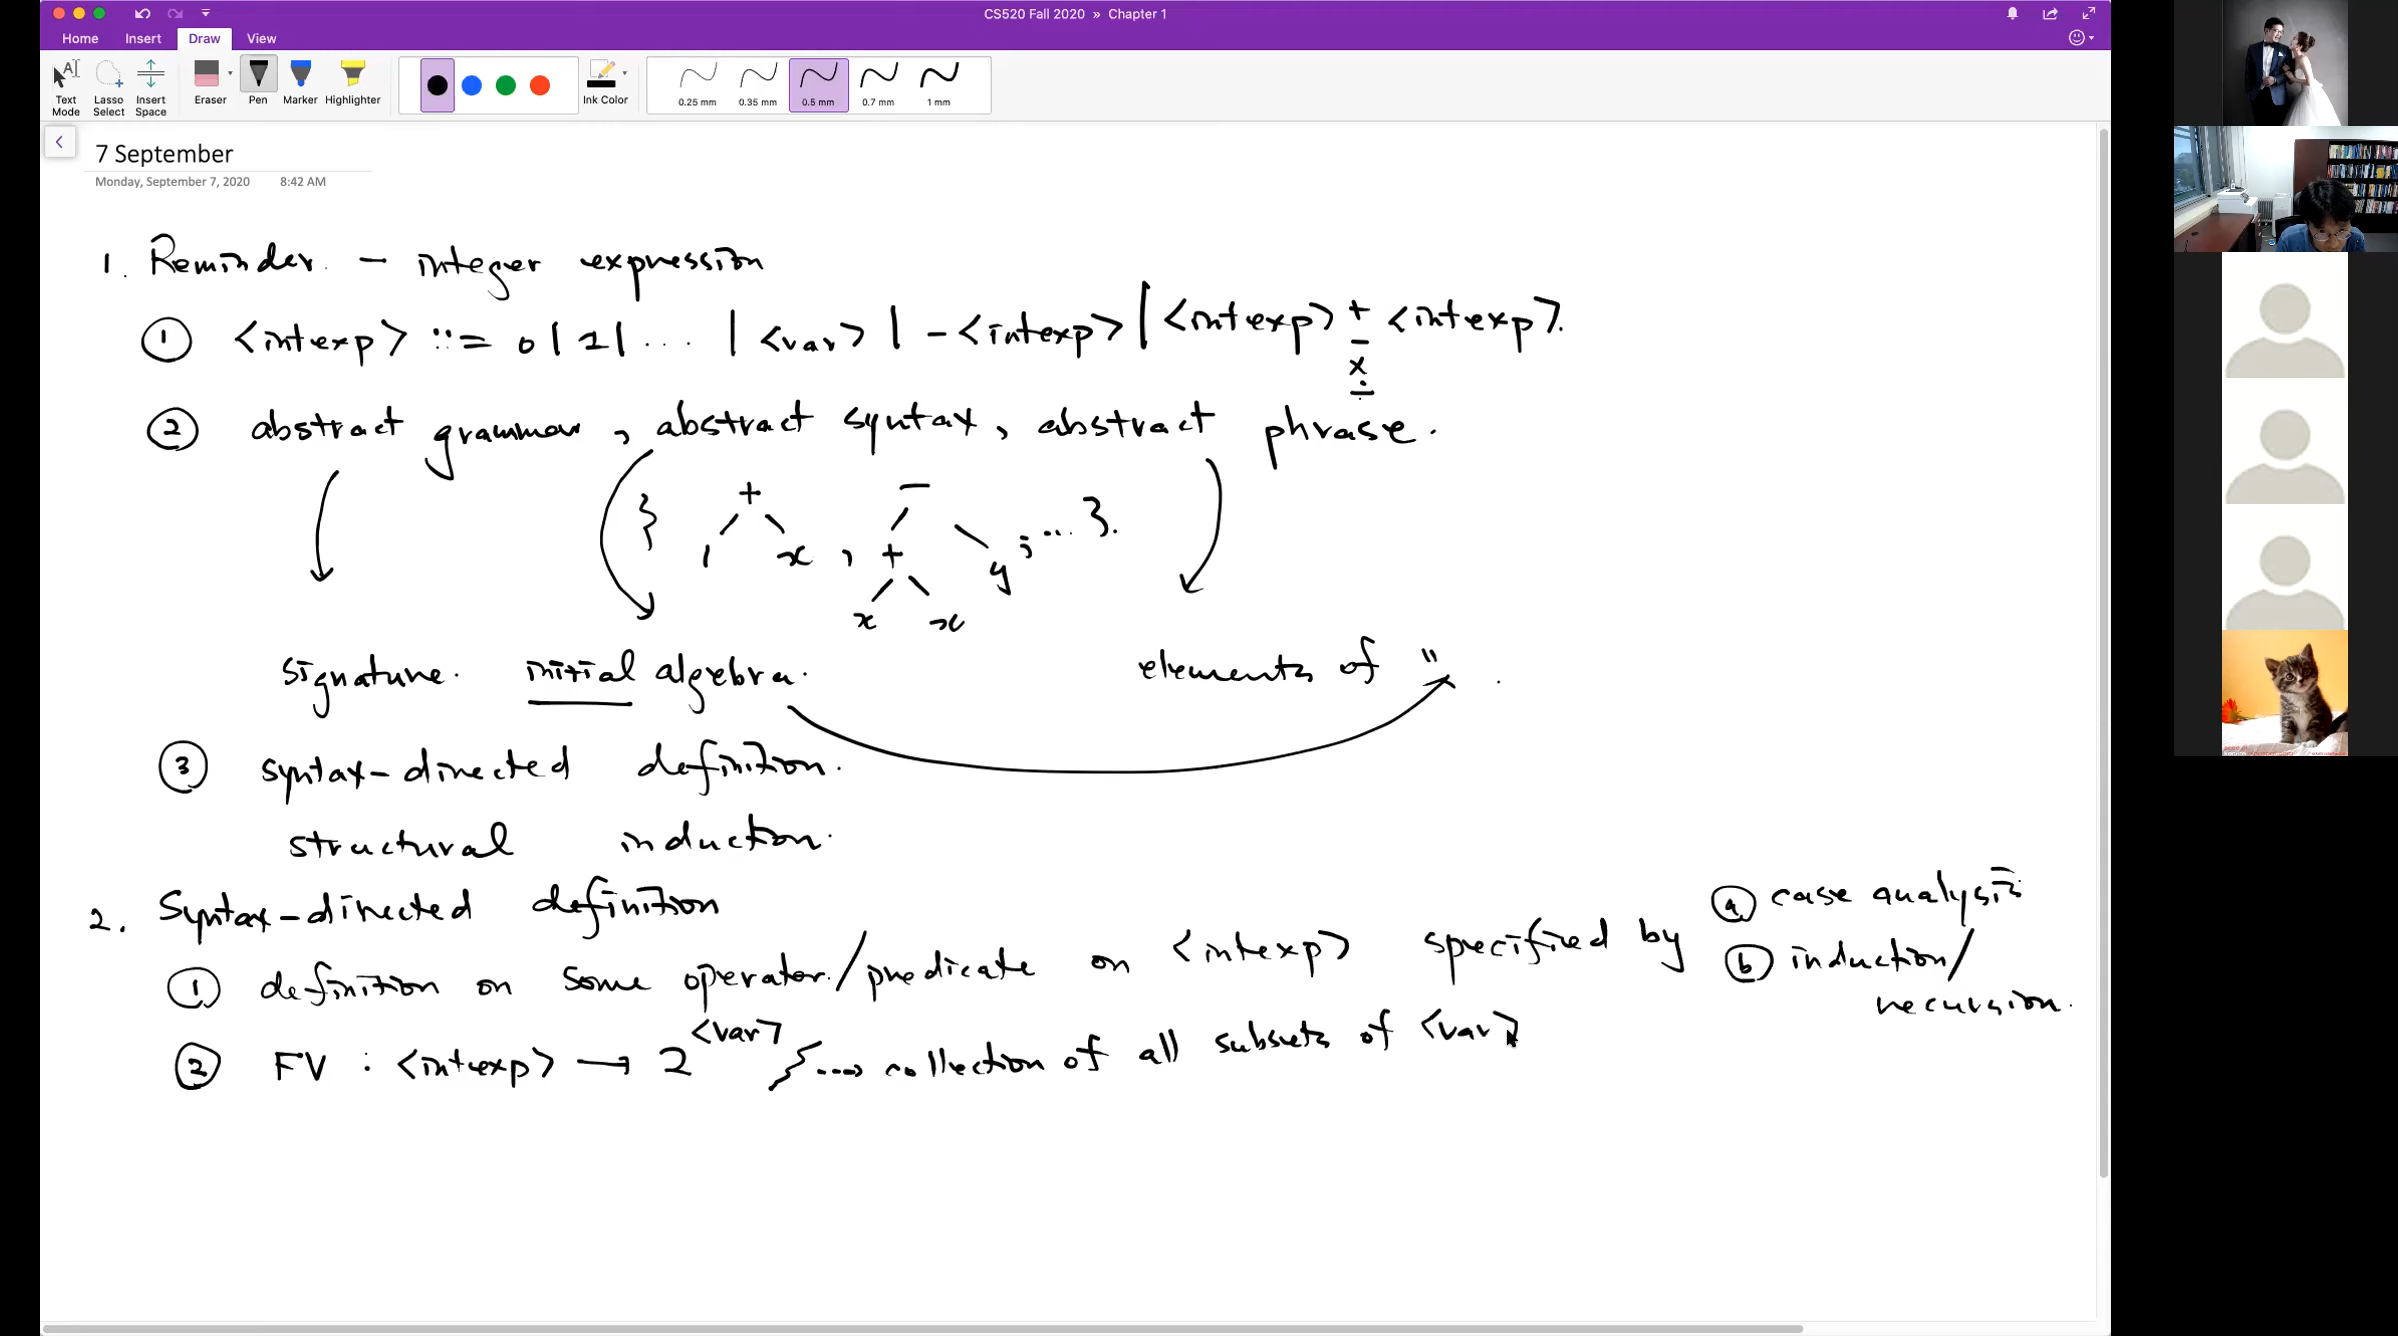 CS520 Fall 2020 » Chapter 1
Home Insert Draw View
Text Mode Lasso Select Insert Space Eraser Pen Marker Highlighter Ink Color 0.25 mm 0.35 mm 0.5 mm 0.7 mm 1 mm
7 September
Monday, September 7, 2020 8:42 AM
1. Reminder. - integer expression
① <intexp> ::= 0 | 1 | ... | <var> | -<intexp> | <intexp> + <intexp>.
-
×
÷
② abstract grammar, abstract syntax, abstract phrase.
{ + , - , ... }.
1 x + y
x x
signature. initial algebra. elements of " .
③ syntax-directed definition.
structural induction.
2. Syntax-directed definition
① definition on some operator/predicate on <intexp> specified by ⓐ case analysis
ⓑ induction/
recursion.
② FV : <intexp> → 2^<var> } ---> collection of all subsets of <var>